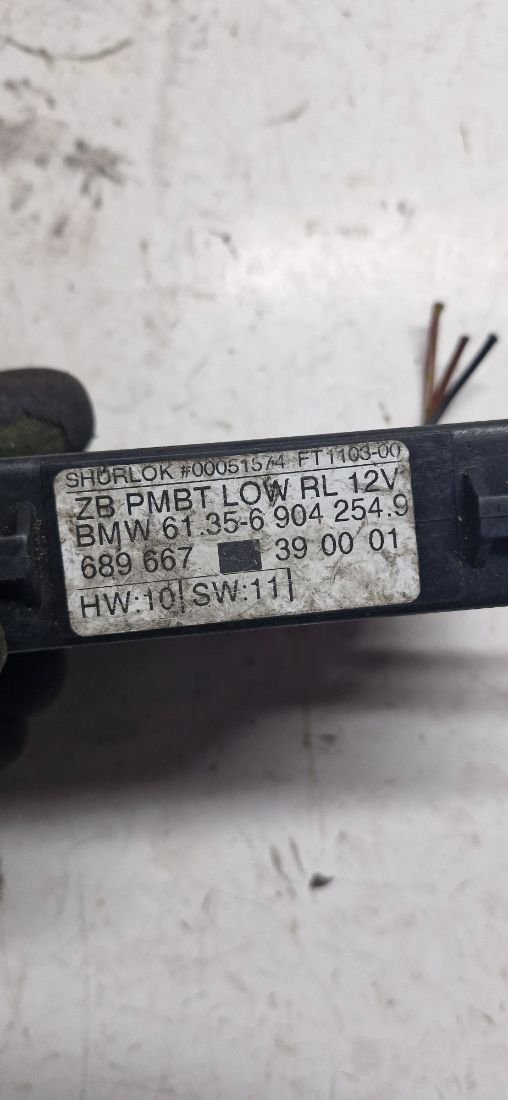 SHURLOK #00051574 FT1103-00
ZB PMBT LOW RL 12V
BMW 61.35-6 904 254.9
689 667 39 00 01
HW:10 SW:11